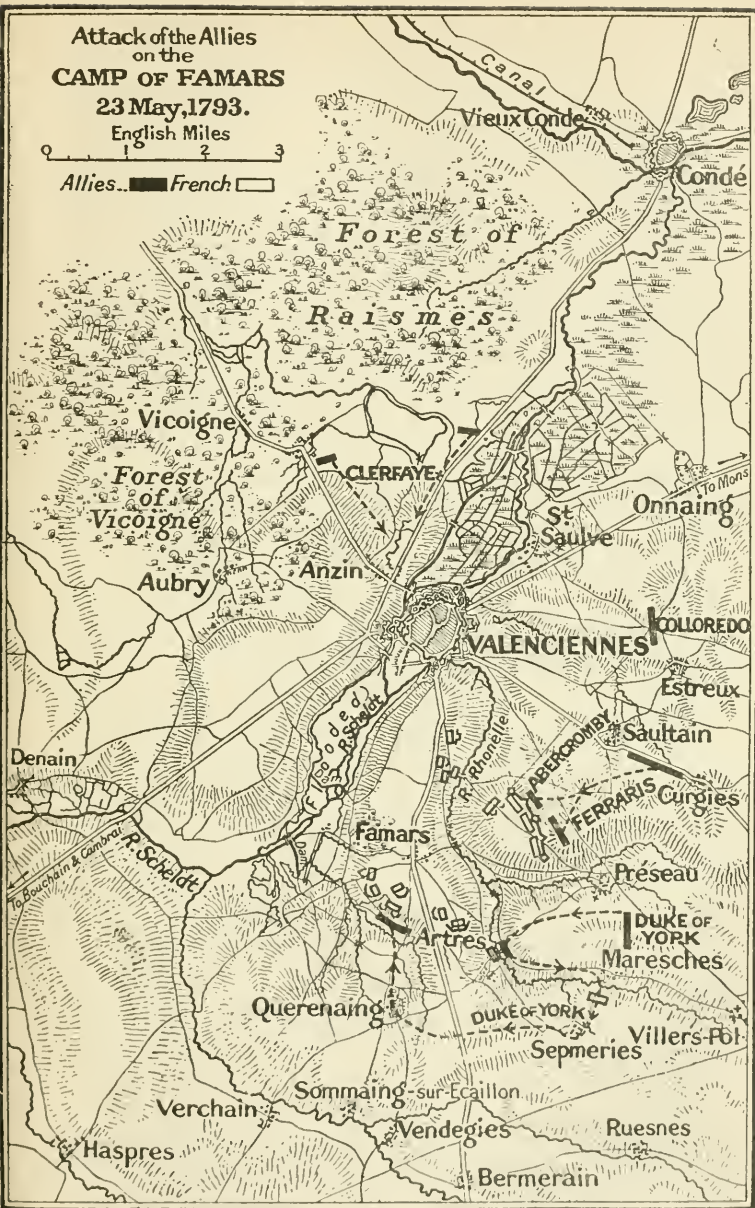 Attack of the Allies
on the
CAMP OF FAMARS
23 May, 1793.
English Miles
0 1 2 3
Allies.. French
Canal
Vieux Condé
Condé
Forest of
Raismes
Vicoigne
CLERFAYE
Forest
of
Vicoigne
To Mons
Onnaing
St.
Saulve
Aubry
Anzin
COLLOREDO
VALENCIENNES
Estreux
Flooded
R. Scheldt
R. Rhonelle
Saultain
ABERCROMBY
FERRARIS
Curgies
Denain
Famars
Dam
To Bouchain & Cambrai
R. Scheldt
Préseau
DUKE OF
YORK
Artres
Maresches
Querenaing
DUKE OF YORK
Sepmeries
Villers-Pol
Sommaing-sur-Ecaillon
Verchain
Vendegies
Ruesnes
Haspres
Bermerain